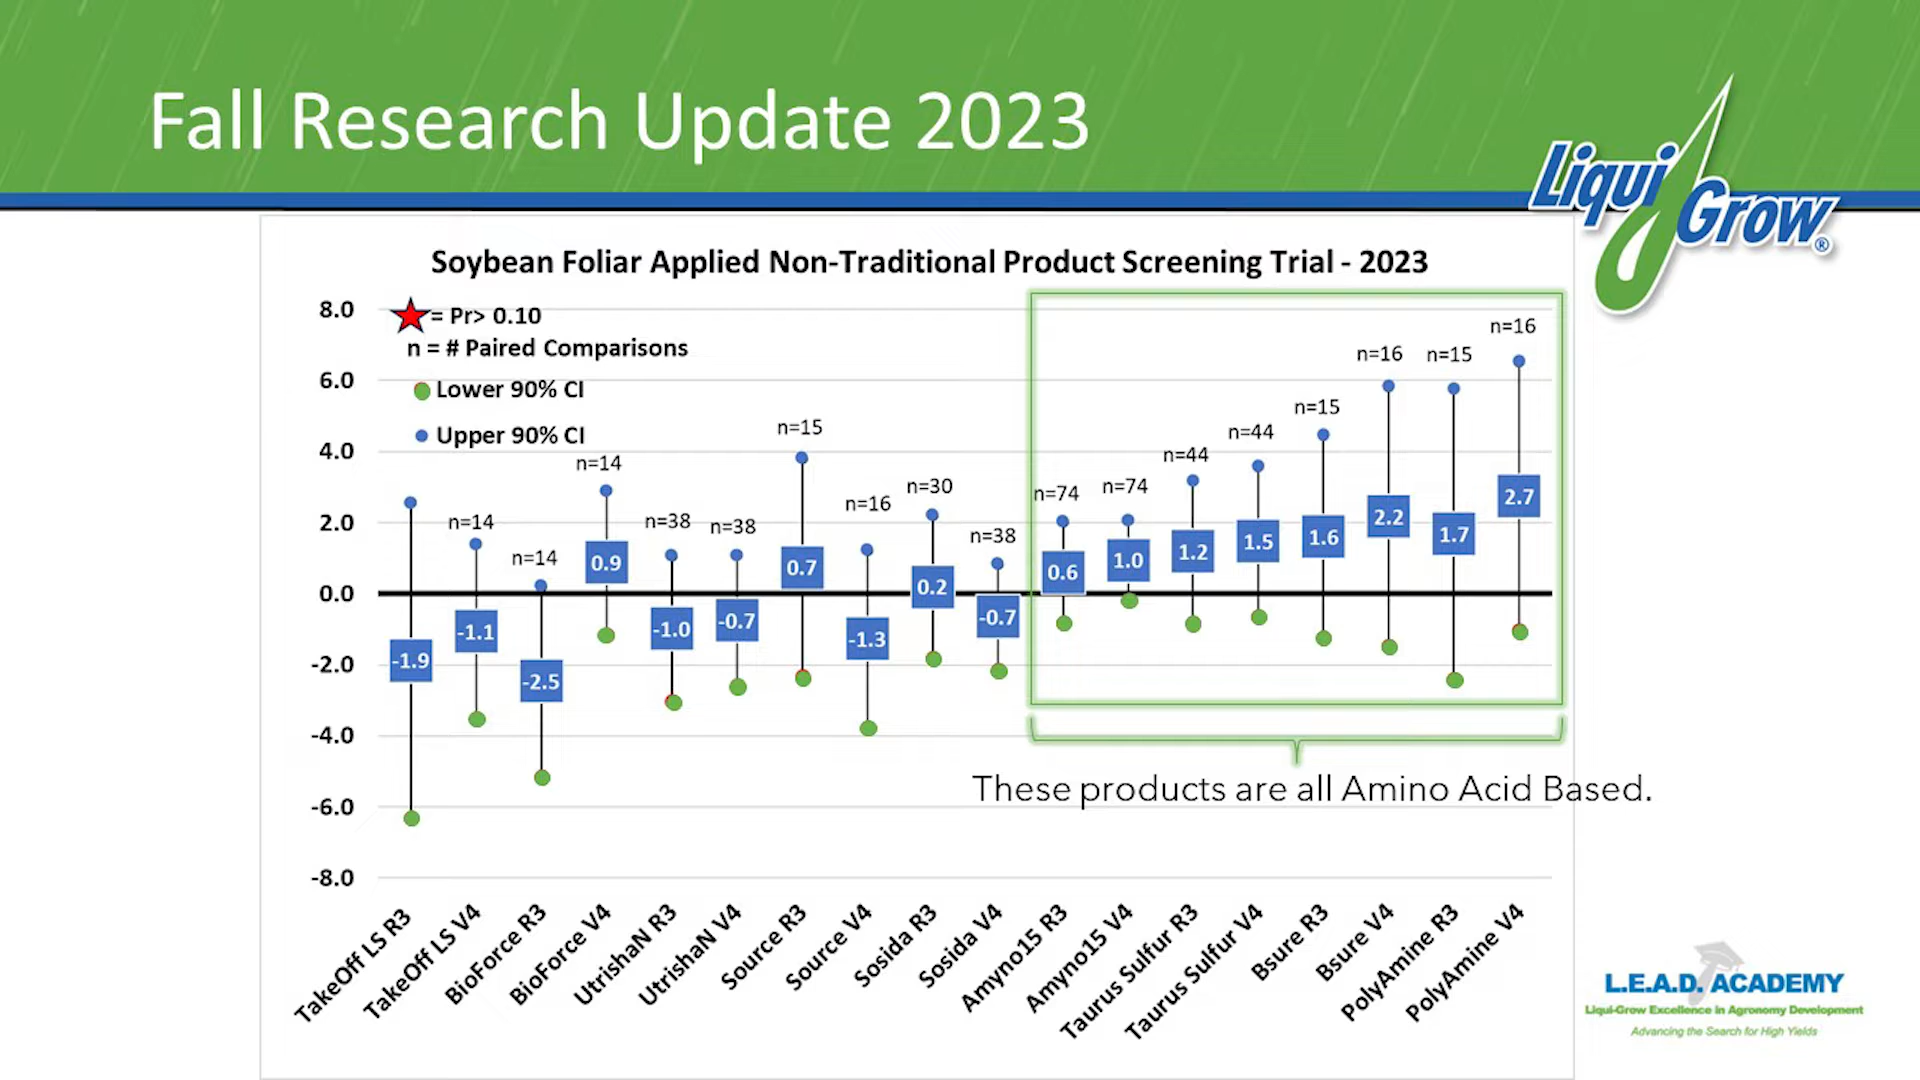 Fall Research Update 2023
Liqui Grow®
Soybean Foliar Applied Non-Traditional Product Screening Trial - 2023
= Pr> 0.10
n = # Paired Comparisons
Lower 90% CI
Upper 90% CI
8.0
6.0
4.0
2.0
0.0
-2.0
-4.0
-6.0
-8.0
n=14
n=14
n=14
n=38
n=38
n=15
n=16
n=30
n=38
n=74
n=74
n=44
n=44
n=15
n=16
n=15
n=16
-1.9
-1.1
-2.5
0.9
-1.0
-0.7
0.7
-1.3
0.2
-0.7
0.6
1.0
1.2
1.5
1.6
2.2
1.7
2.7
These products are all Amino Acid Based.
TakeOff LS R3
TakeOff LS V4
BioForce R3
BioForce V4
UtrishaN R3
UtrishaN V4
Source R3
Source V4
Sosida R3
Sosida V4
Amyno15 R3
Amyno15 V4
Taurus Sulfur R3
Taurus Sulfur V4
Bsure R3
Bsure V4
PolyAmine R3
PolyAmine V4
L.E.A.D. ACADEMY
Liqui-Grow Excellence in Agronomy Development
Advancing the Search for High Yields